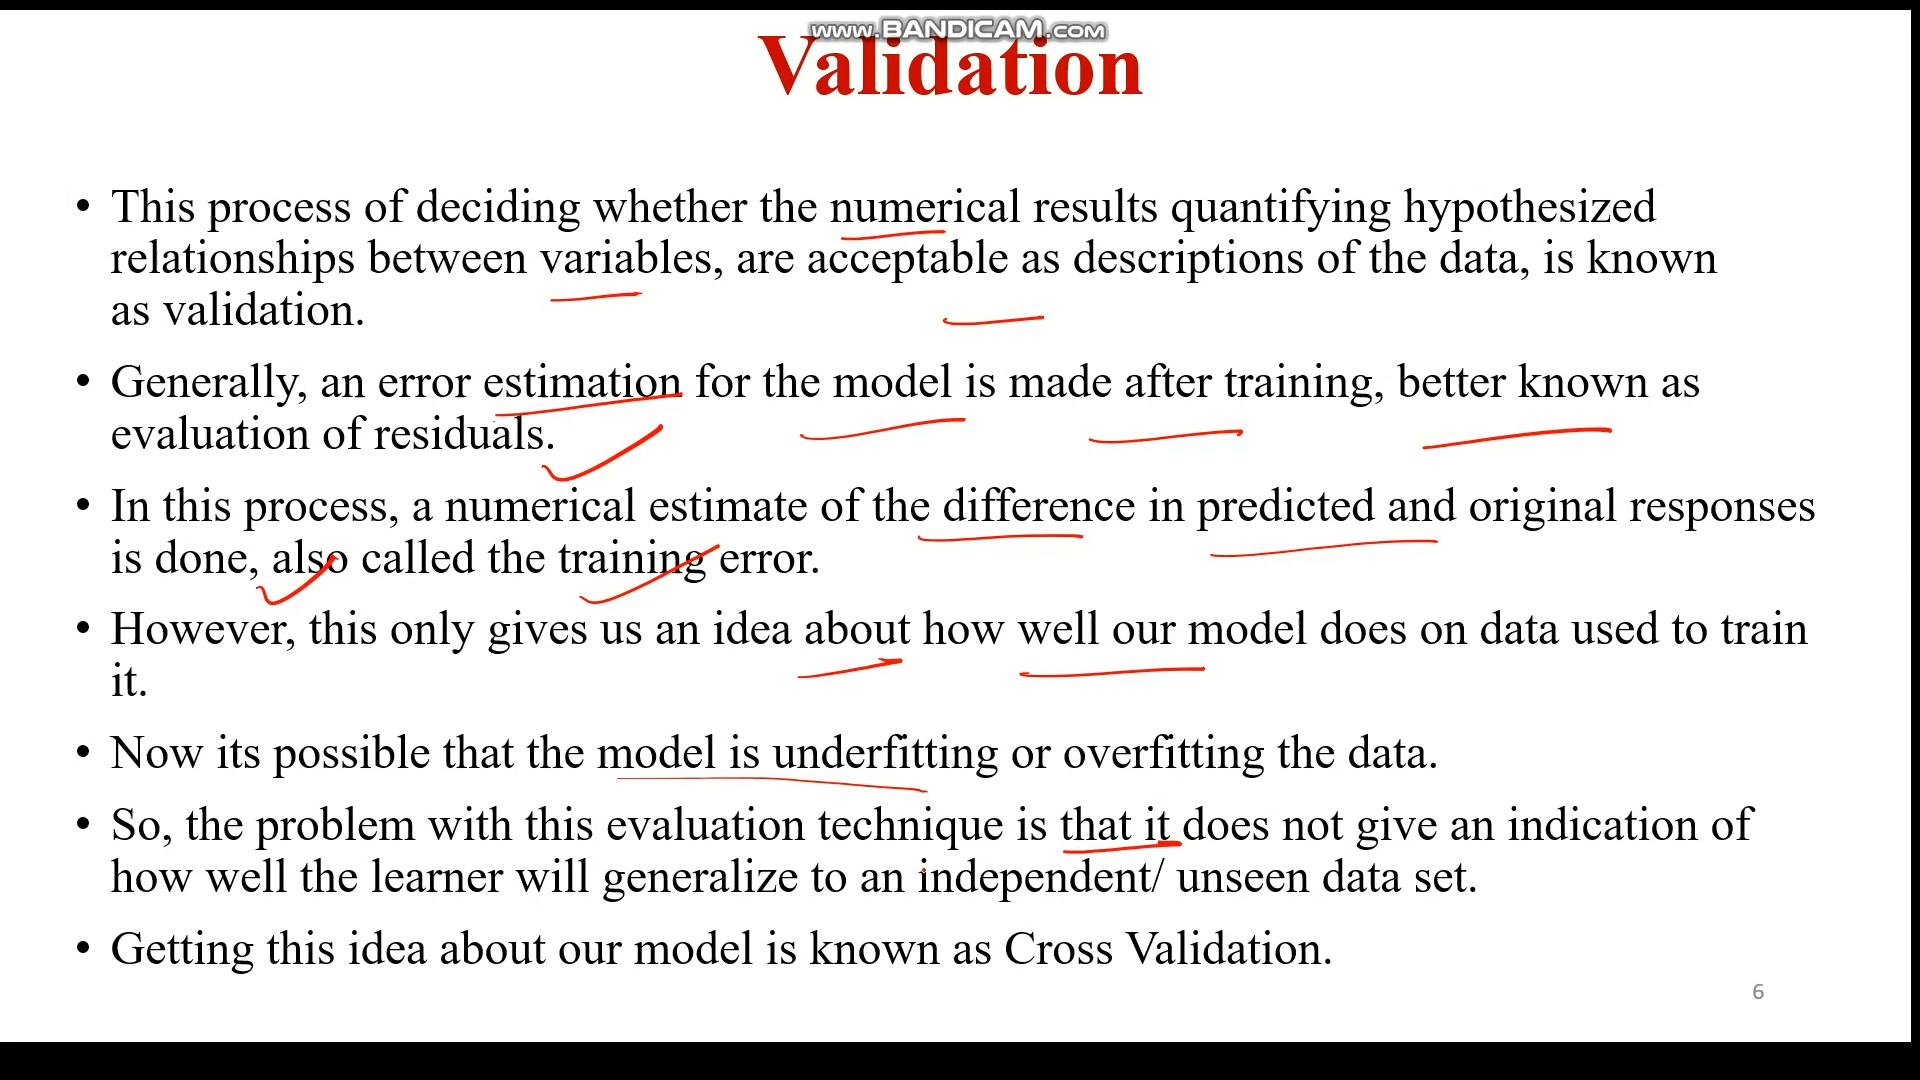 www.BANDICAM.com
Validation
• This process of deciding whether the numerical results quantifying hypothesized
relationships between variables, are acceptable as descriptions of the data, is known
as validation.
• Generally, an error estimation for the model is made after training, better known as
evaluation of residuals.
• In this process, a numerical estimate of the difference in predicted and original responses
is done, also called the training error.
• However, this only gives us an idea about how well our model does on data used to train
it.
• Now its possible that the model is underfitting or overfitting the data.
• So, the problem with this evaluation technique is that it does not give an indication of
how well the learner will generalize to an independent/ unseen data set.
• Getting this idea about our model is known as Cross Validation.
6